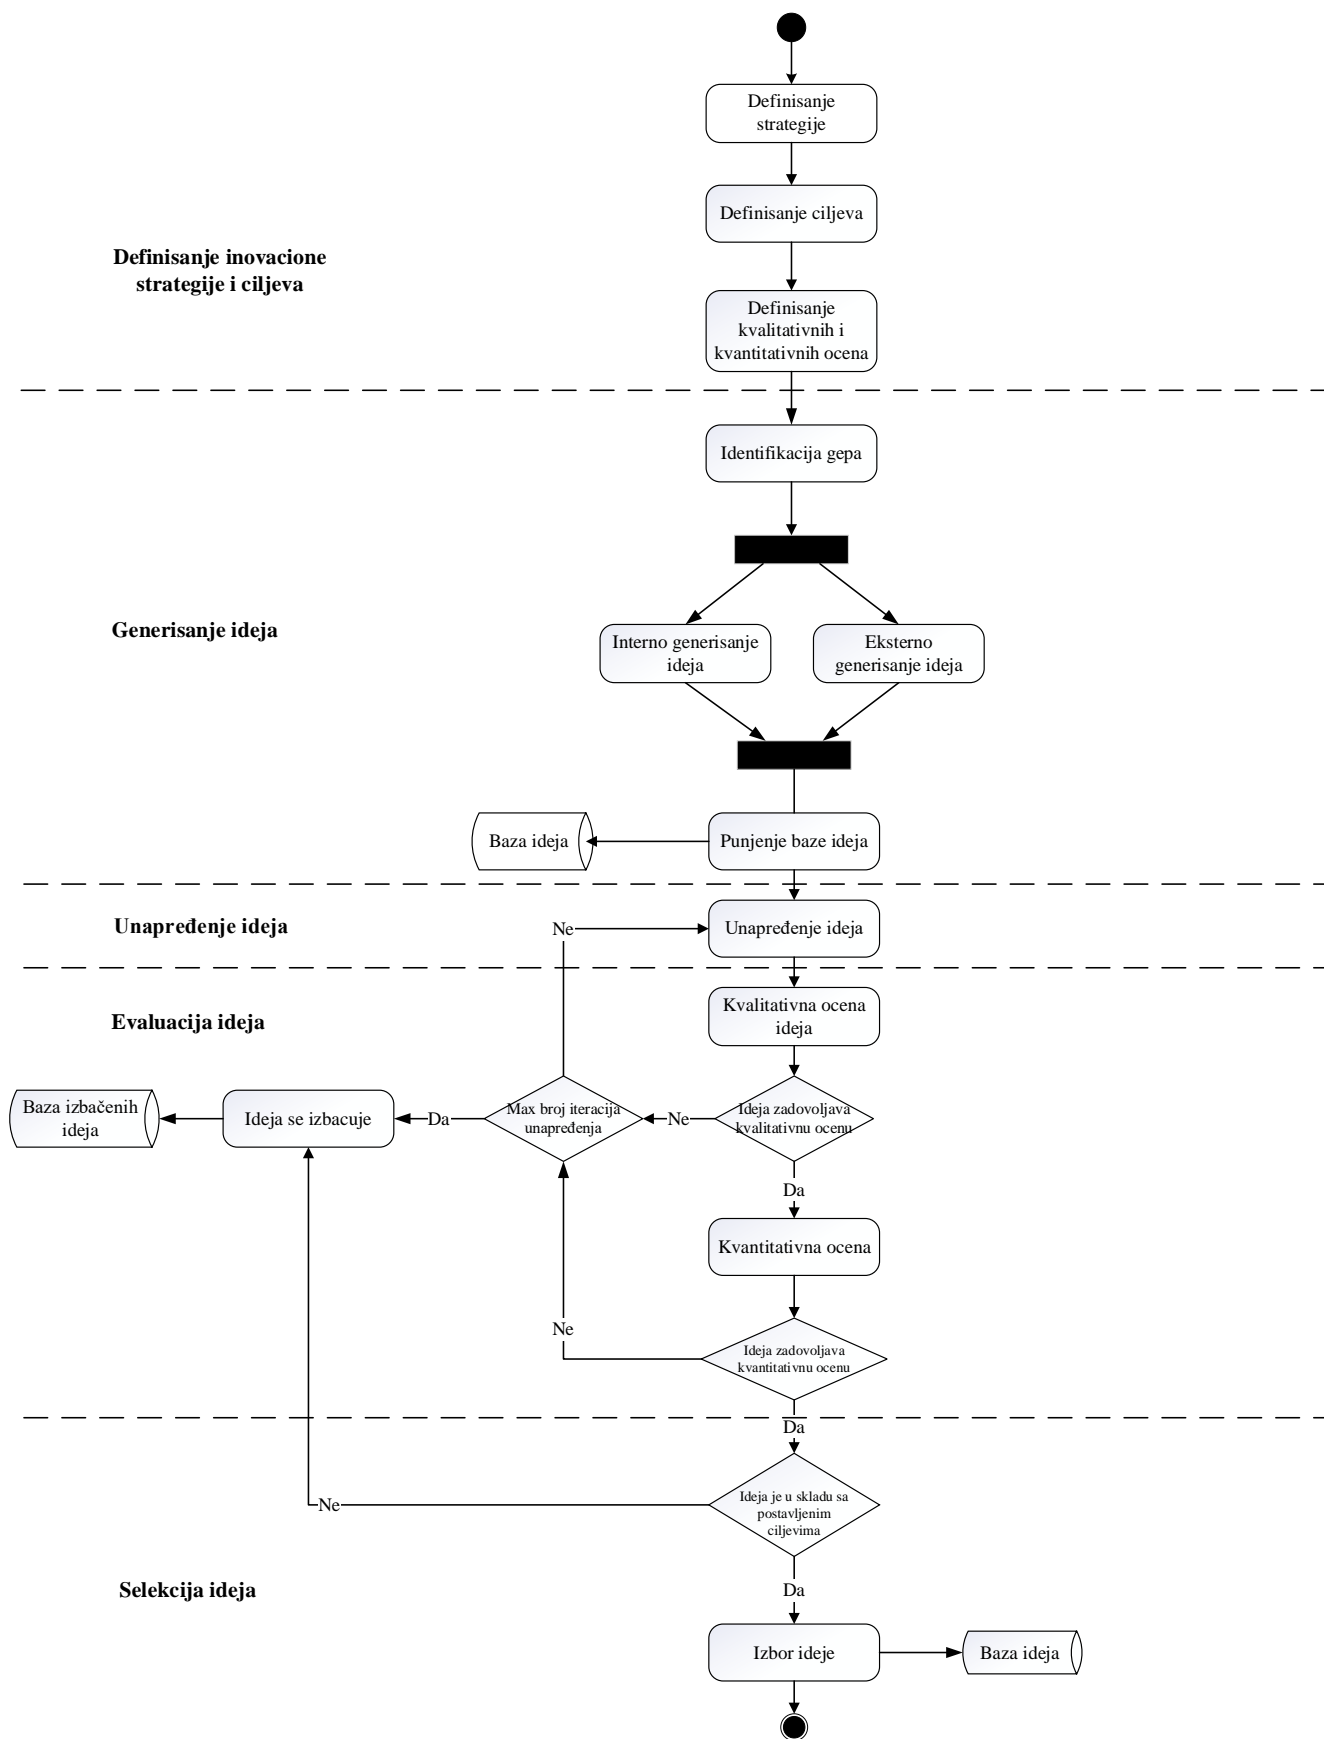 Definisanje
strategije
Definisanje ciljeva
Definisanje inovacione
strategije i ciljeva
Definisanje
kvalitativnih i
kvantitativnih ocena
Identifikacija gepa
Generisanje ideja
Interno generisanje
ideja
Eksterno
generisanje ideja
Baza ideja
Punjenje baze ideja
Unapređenje ideja
Ne
Unapređenje ideja
Evaluacija ideja
Kvalitativna ocena
ideja
Baza izbačenih
ideja
Ideja se izbacuje
Da
Max broj iteracija
unapređenja
Ne
Ideja zadovoljava
kvalitativnu ocenu
Da
Kvantitativna ocena
Ne
Ideja zadovoljava
kvantitativnu ocenu
Da
Ne
Ideja je u skladu sa
postavljenim
ciljevima
Selekcija ideja
Da
Izbor ideje
Baza ideja